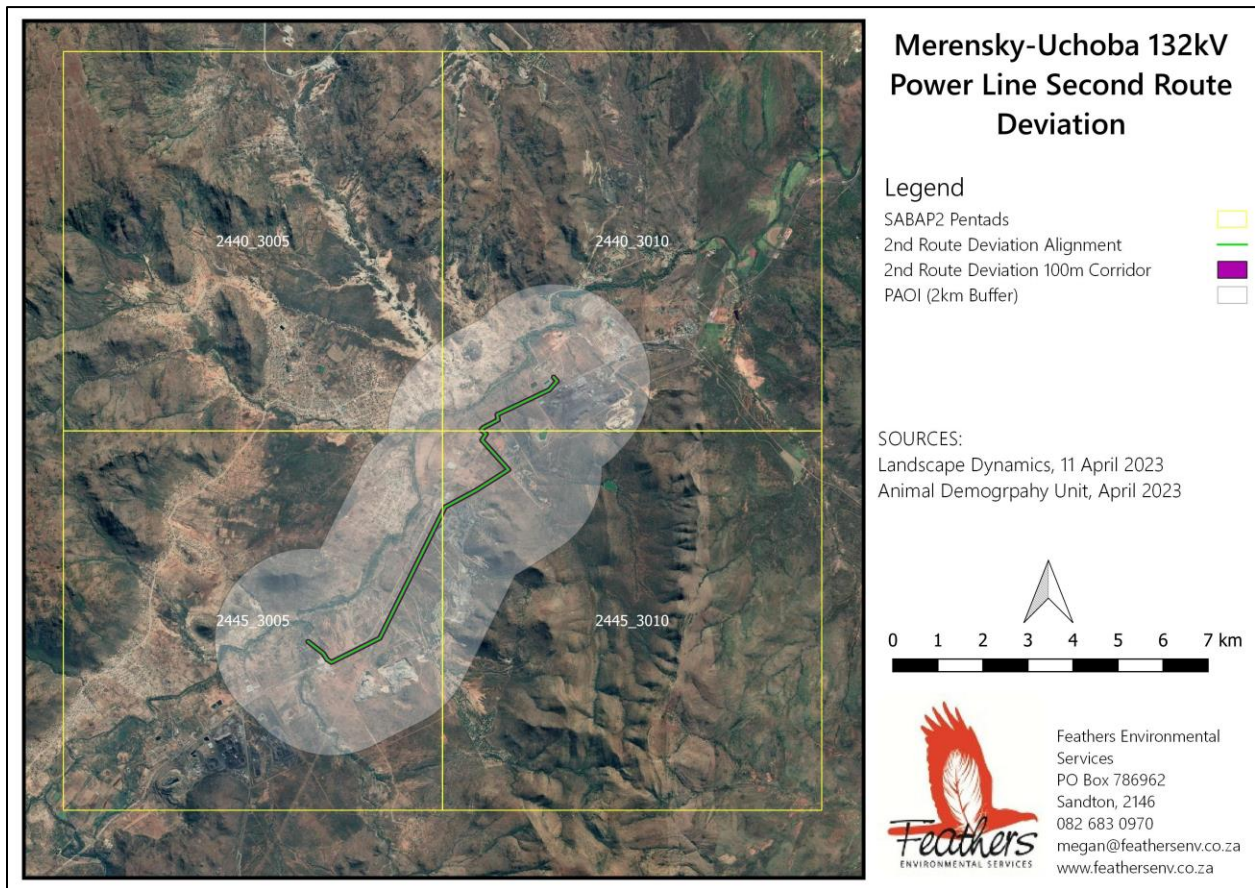 Merensky-Uchoba 132kV
Power Line Second Route
Deviation
Legend
SABAP2 Pentads
2nd Route Deviation Alignment
2nd Route Deviation 100m Corridor
PAOI (2km Buffer)
2440_3005
2440_3010
2445_3005
2445_3010
SOURCES:
Landscape Dynamics, 11 April 2023
Animal Demogrpahy Unit, April 2023
0 1 2 3 4 5 6 7 km
Feathers
ENVIRONMENTAL SERVICES
Feathers Environmental
Services
PO Box 786962
Sandton, 2146
082 683 0970
megan@feathersenv.co.za
www.feathersenv.co.za